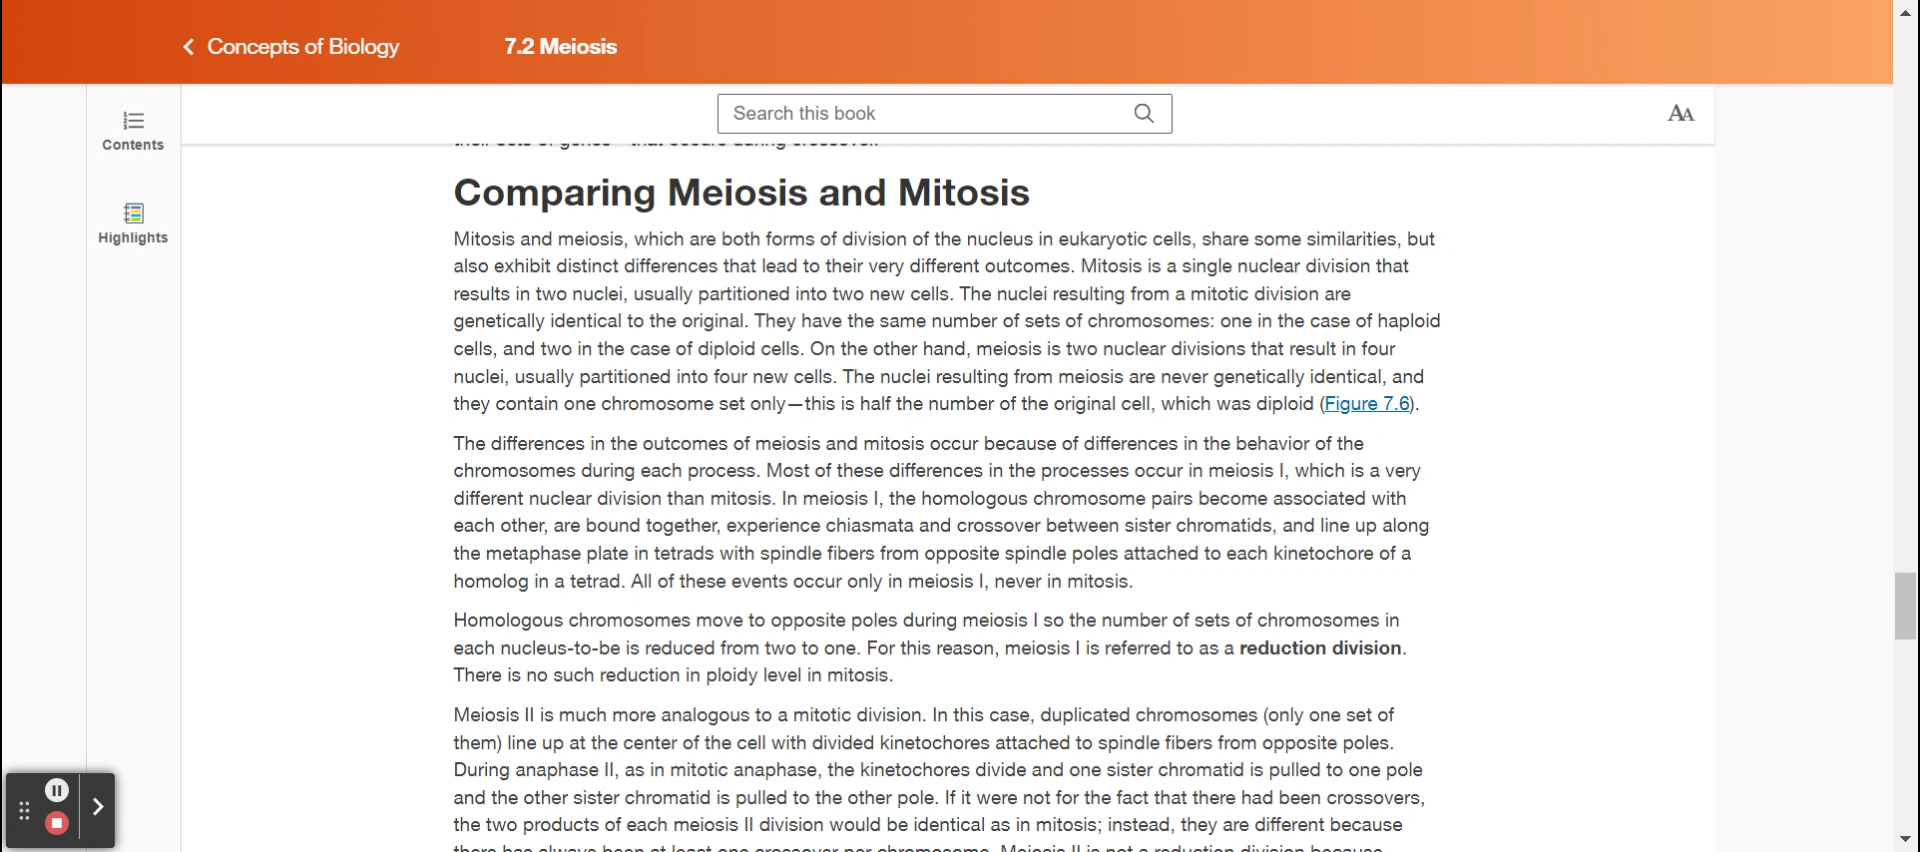 Concepts of Biology
7.2 Meiosis
Contents
Highlights
Search this book
AA
Comparing Meiosis and Mitosis
Mitosis and meiosis, which are both forms of division of the nucleus in eukaryotic cells, share some similarities, but
also exhibit distinct differences that lead to their very different outcomes. Mitosis is a single nuclear division that
results in two nuclei, usually partitioned into two new cells. The nuclei resulting from a mitotic division are
genetically identical to the original. They have the same number of sets of chromosomes: one in the case of haploid
cells, and two in the case of diploid cells. On the other hand, meiosis is two nuclear divisions that result in four
nuclei, usually partitioned into four new cells. The nuclei resulting from meiosis are never genetically identical, and
they contain one chromosome set only—this is half the number of the original cell, which was diploid (Figure 7.6).
The differences in the outcomes of meiosis and mitosis occur because of differences in the behavior of the
chromosomes during each process. Most of these differences in the processes occur in meiosis I, which is a very
different nuclear division than mitosis. In meiosis I, the homologous chromosome pairs become associated with
each other, are bound together, experience chiasmata and crossover between sister chromatids, and line up along
the metaphase plate in tetrads with spindle fibers from opposite spindle poles attached to each kinetochore of a
homolog in a tetrad. All of these events occur only in meiosis I, never in mitosis.
Homologous chromosomes move to opposite poles during meiosis I so the number of sets of chromosomes in
each nucleus-to-be is reduced from two to one. For this reason, meiosis I is referred to as a reduction division.
There is no such reduction in ploidy level in mitosis.
Meiosis II is much more analogous to a mitotic division. In this case, duplicated chromosomes (only one set of
them) line up at the center of the cell with divided kinetochores attached to spindle fibers from opposite poles.
During anaphase II, as in mitotic anaphase, the kinetochores divide and one sister chromatid is pulled to one pole
and the other sister chromatid is pulled to the other pole. If it were not for the fact that there had been crossovers,
the two products of each meiosis II division would be identical as in mitosis; instead, they are different because
there has always been at least one crossover per chromosome. Meiosis II is not a reduction division because